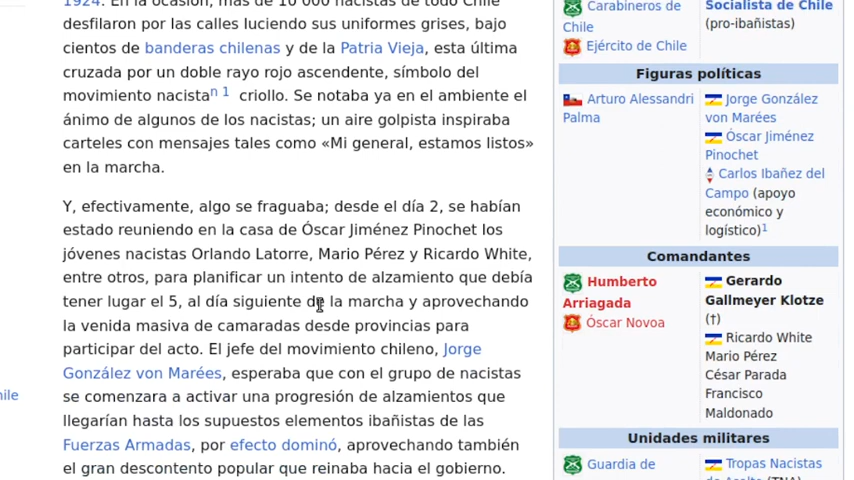 1924. En la ocasión, más de 10 000 nacistas de todo Chile
desfilaron por las calles luciendo sus uniformes grises, bajo
cientos de banderas chilenas y de la Patria Vieja, esta última
cruzada por un doble rayo rojo ascendente, símbolo del
movimiento nacistan 1 criollo. Se notaba ya en el ambiente el
ánimo de algunos de los nacistas; un aire golpista inspiraba
carteles con mensajes tales como «Mi general, estamos listos»
en la marcha.
Y, efectivamente, algo se fraguaba; desde el día 2, se habían
estado reuniendo en la casa de Óscar Jiménez Pinochet los
jóvenes nacistas Orlando Latorre, Mario Pérez y Ricardo White,
entre otros, para planificar un intento de alzamiento que debía
tener lugar el 5, al día siguiente de la marcha y aprovechando
la venida masiva de camaradas desde provincias para
participar del acto. El jefe del movimiento chileno, Jorge
González von Marées, esperaba que con el grupo de nacistas
se comenzara a activar una progresión de alzamientos que
llegarían hasta los supuestos elementos ibañistas de las
Fuerzas Armadas, por efecto dominó, aprovechando también
el gran descontento popular que reinaba hacia el gobierno.
Carabineros de
Chile
Ejército de Chile
Socialista de Chile
(pro-ibañistas)
Figuras políticas
Arturo Alessandri
Palma
Jorge González
von Marées
Óscar Jiménez
Pinochet
Carlos Ibañez del
Campo (apoyo
económico y
logístico)1
Comandantes
Humberto
Arriagada
Óscar Novoa
Gerardo
Gallmeyer Klotze
(†)
Ricardo White
Mario Pérez
César Parada
Francisco
Maldonado
Unidades militares
Guardia de
Tropas Nacistas
de Asalto (TNA)